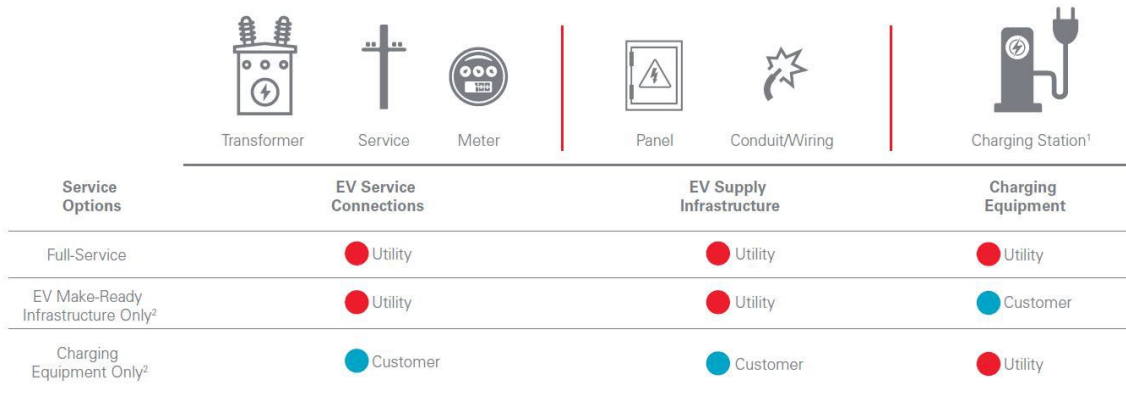 Transformer Service Meter Panel Conduit/Wiring Charging Station¹
Service Options EV Service Connections EV Supply Infrastructure Charging Equipment
Full-Service Utility Utility Utility
EV Make-Ready Infrastructure Only² Utility Utility Customer
Charging Equipment Only² Customer Customer Utility